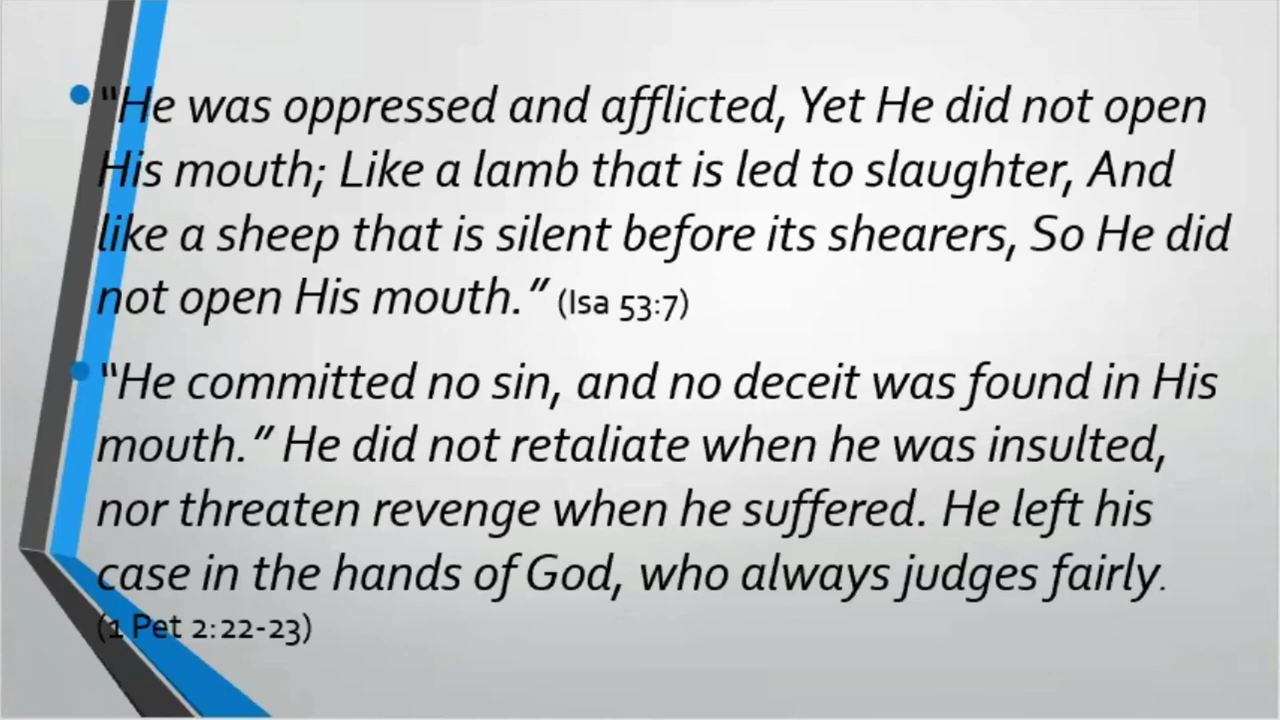 • “He was oppressed and afflicted, Yet He did not open
His mouth; Like a lamb that is led to slaughter, And
like a sheep that is silent before its shearers, So He did
not open His mouth.” (Isa 53:7)
• “He committed no sin, and no deceit was found in His
mouth.” He did not retaliate when he was insulted,
nor threaten revenge when he suffered. He left his
case in the hands of God, who always judges fairly.
(1 Pet 2:22-23)